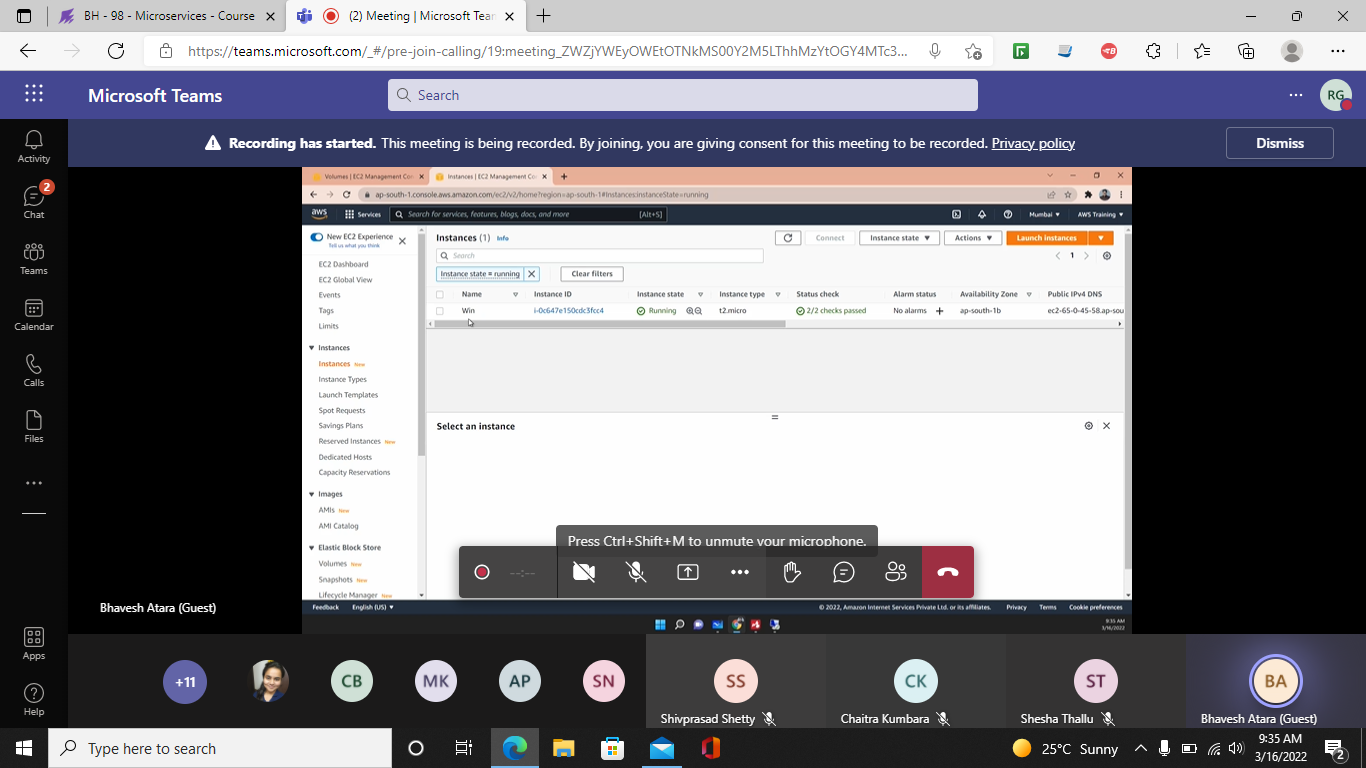 BH - 98 - Microservices - Course
(2) Meeting | Microsoft Tear
https://teams.microsoft.com/_#/pre-join-calling/19:meeting_ZWZjYWEyOWEtOTNkMS00Y2M5LThhMzYtOGY4MTc3...
Microsoft Teams
Search
RG
Recording has started. This meeting is being recorded. By joining, you are giving consent for this meeting to be recorded. Privacy policy
Dismiss
Activity
Chat
2
Teams
Calendar
Calls
Files
Apps
Help
Volumes | EC2 Management Con
Instances | EC2 Management Con
ap-south-1.console.aws.amazon.com/ec2/v2/home?region=ap-south-1#Instances:instanceState=running
aws
Services
Search for services, features, blogs, docs, and more
[Alt+S]
Mumbai
AWS Training
New EC2 Experience
Tell us what you think
EC2 Dashboard
EC2 Global View
Events
Tags
Limits
Instances
Instances New
Instance Types
Launch Templates
Spot Requests
Savings Plans
Reserved Instances New
Dedicated Hosts
Capacity Reservations
Images
AMIs New
AMI Catalog
Elastic Block Store
Volumes New
Snapshots New
Lifecycle Manager New
Instances (1) Info
Connect
Instance state
Actions
Launch instances
Search
1
Instance state = running
Clear filters
Name Instance ID Instance state Instance type Status check Alarm status Availability Zone Public IPv4 DNS
Win i-0c647e150cdc3fcc4 Running t2.micro 2/2 checks passed No alarms + ap-south-1b ec2-65-0-45-58.ap-sou
Select an instance
Press Ctrl+Shift+M to unmute your microphone.
--:--
Feedback English (US) © 2022, Amazon Internet Services Private Ltd. or its affiliates. Privacy Terms Cookie preferences
9:35 AM
3/16/2022
Bhavesh Atara (Guest)
+11
CB
MK
AP
SN
SS
Shivprasad Shetty
CK
Chaitra Kumbara
ST
Shesha Thallu
BA
Bhavesh Atara (Guest)
Type here to search
25°C Sunny
9:35 AM
3/16/2022
2